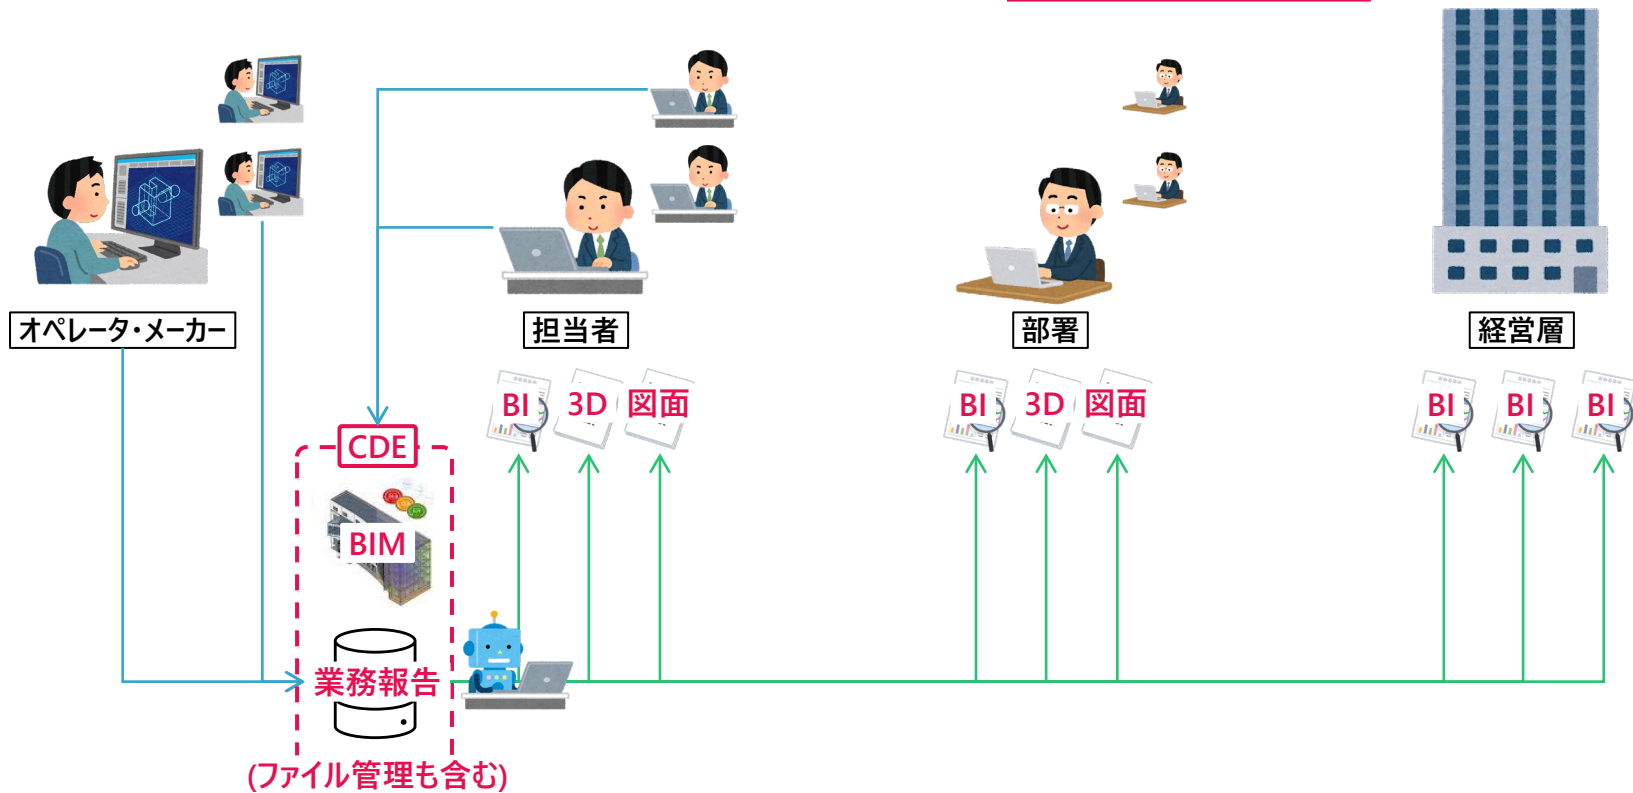 オペレータ・メーカー
担当者
部署
経営層
BI 3D 図面
BI 3D 図面
BI BI BI
CDE
BIM
業務報告
(ファイル管理も含む)